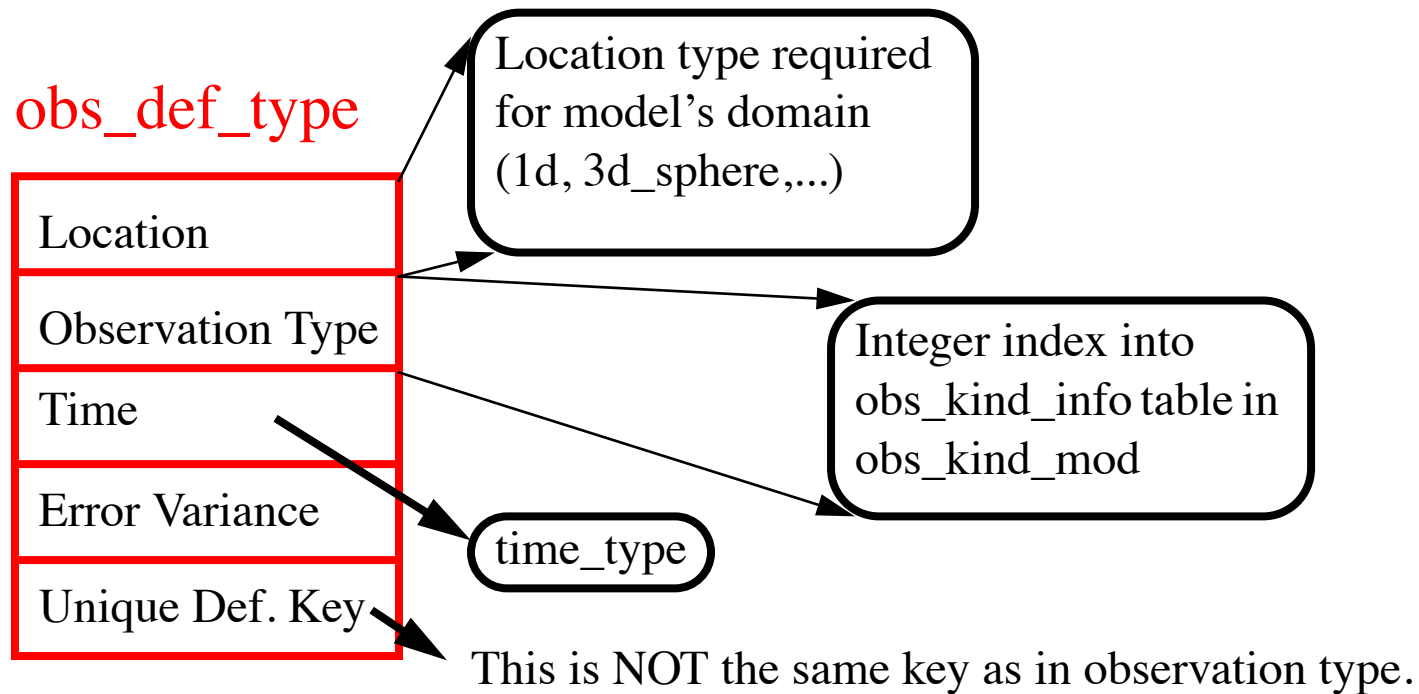 obs_def_type
Location
Observation Type
Time
Error Variance
Unique Def. Key
Location type required
for model’s domain
(1d, 3d_sphere,...)
Integer index into
obs_kind_info table in
obs_kind_mod
time_type
This is NOT the same key as in observation type.